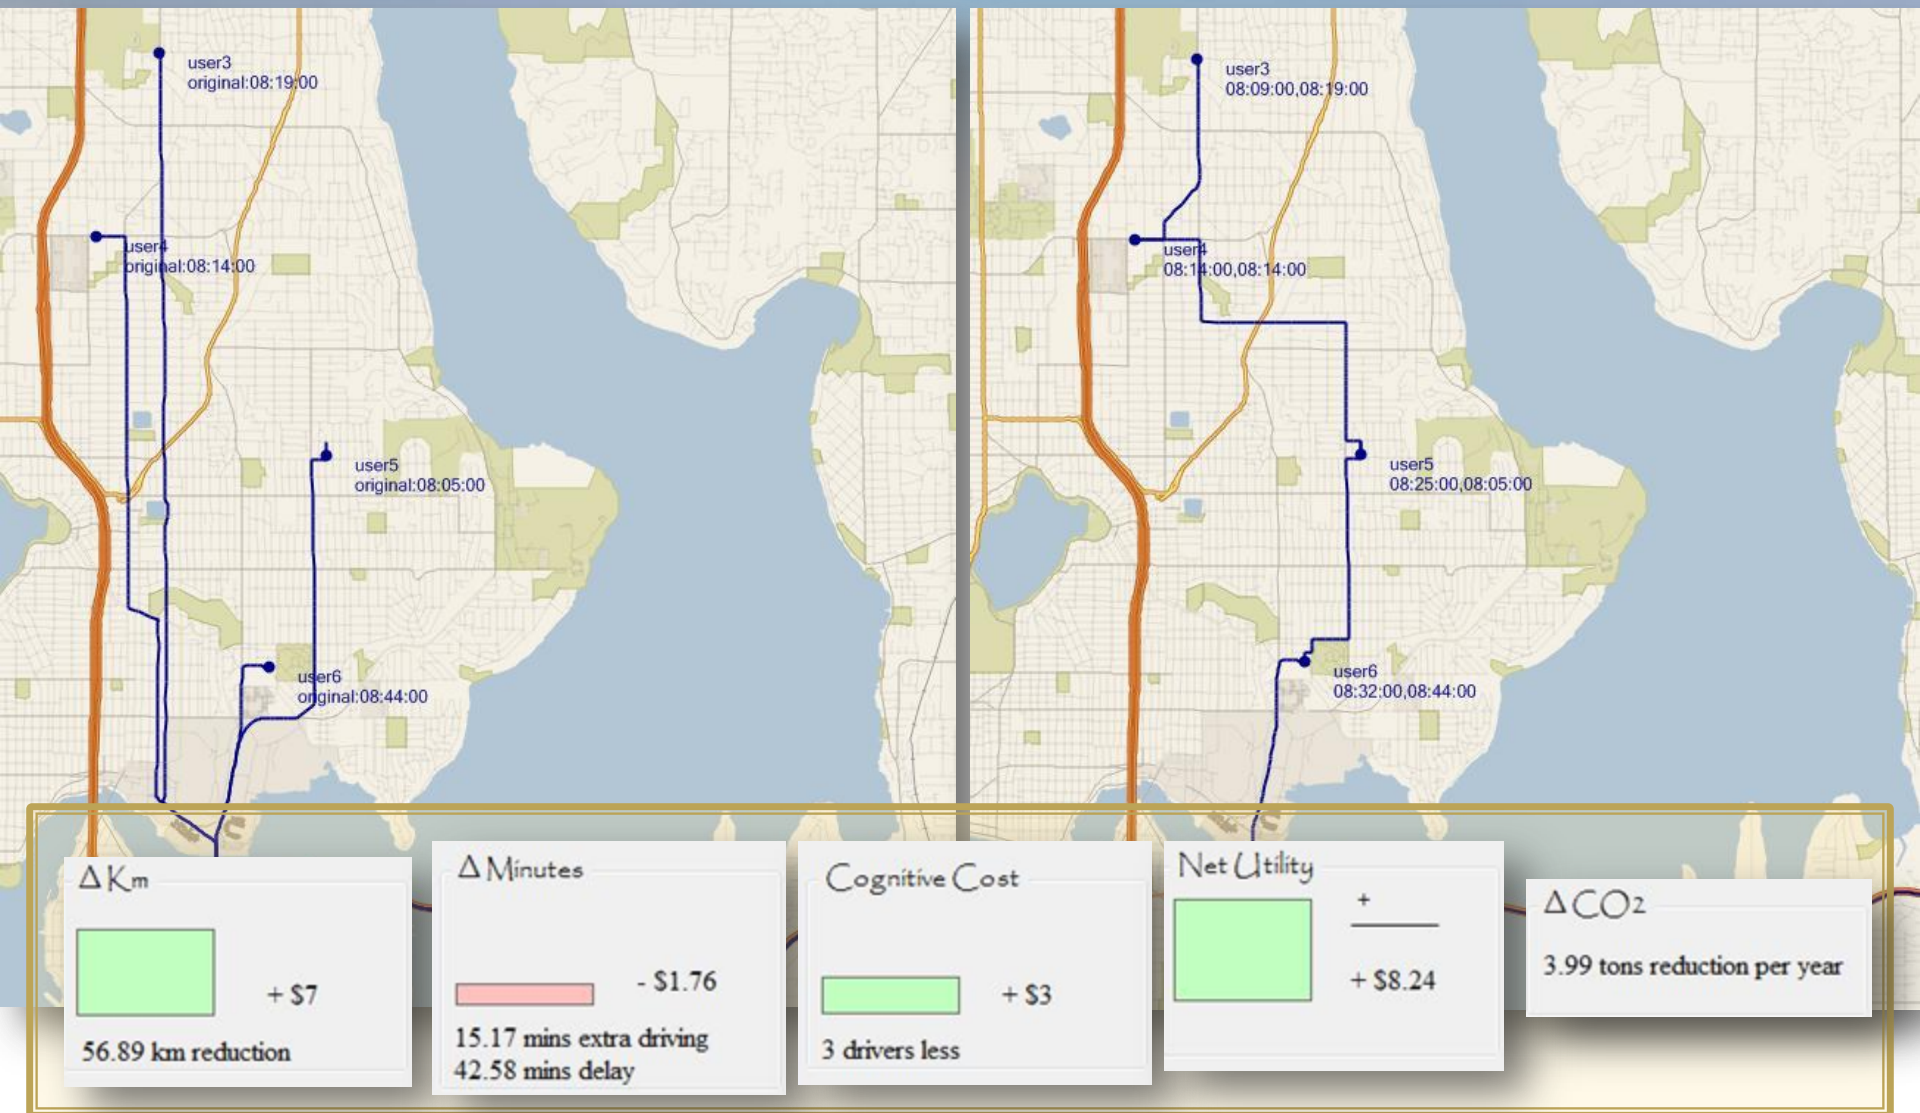 user3
original:08:19:00
user4
original:08:14:00
user5
original:08:05:00
user6
original:08:44:00
user3
08:09:00,08:19:00
user4
08:14:00,08:14:00
user5
08:25:00,08:05:00
user6
08:32:00,08:44:00
Δ Km
+ $7
56.89 km reduction
Δ Minutes
- $1.76
15.17 mins extra driving
42.58 mins delay
Cognitive Cost
+ $3
3 drivers less
Net Utility
+
+ $8.24
Δ CO2
3.99 tons reduction per year